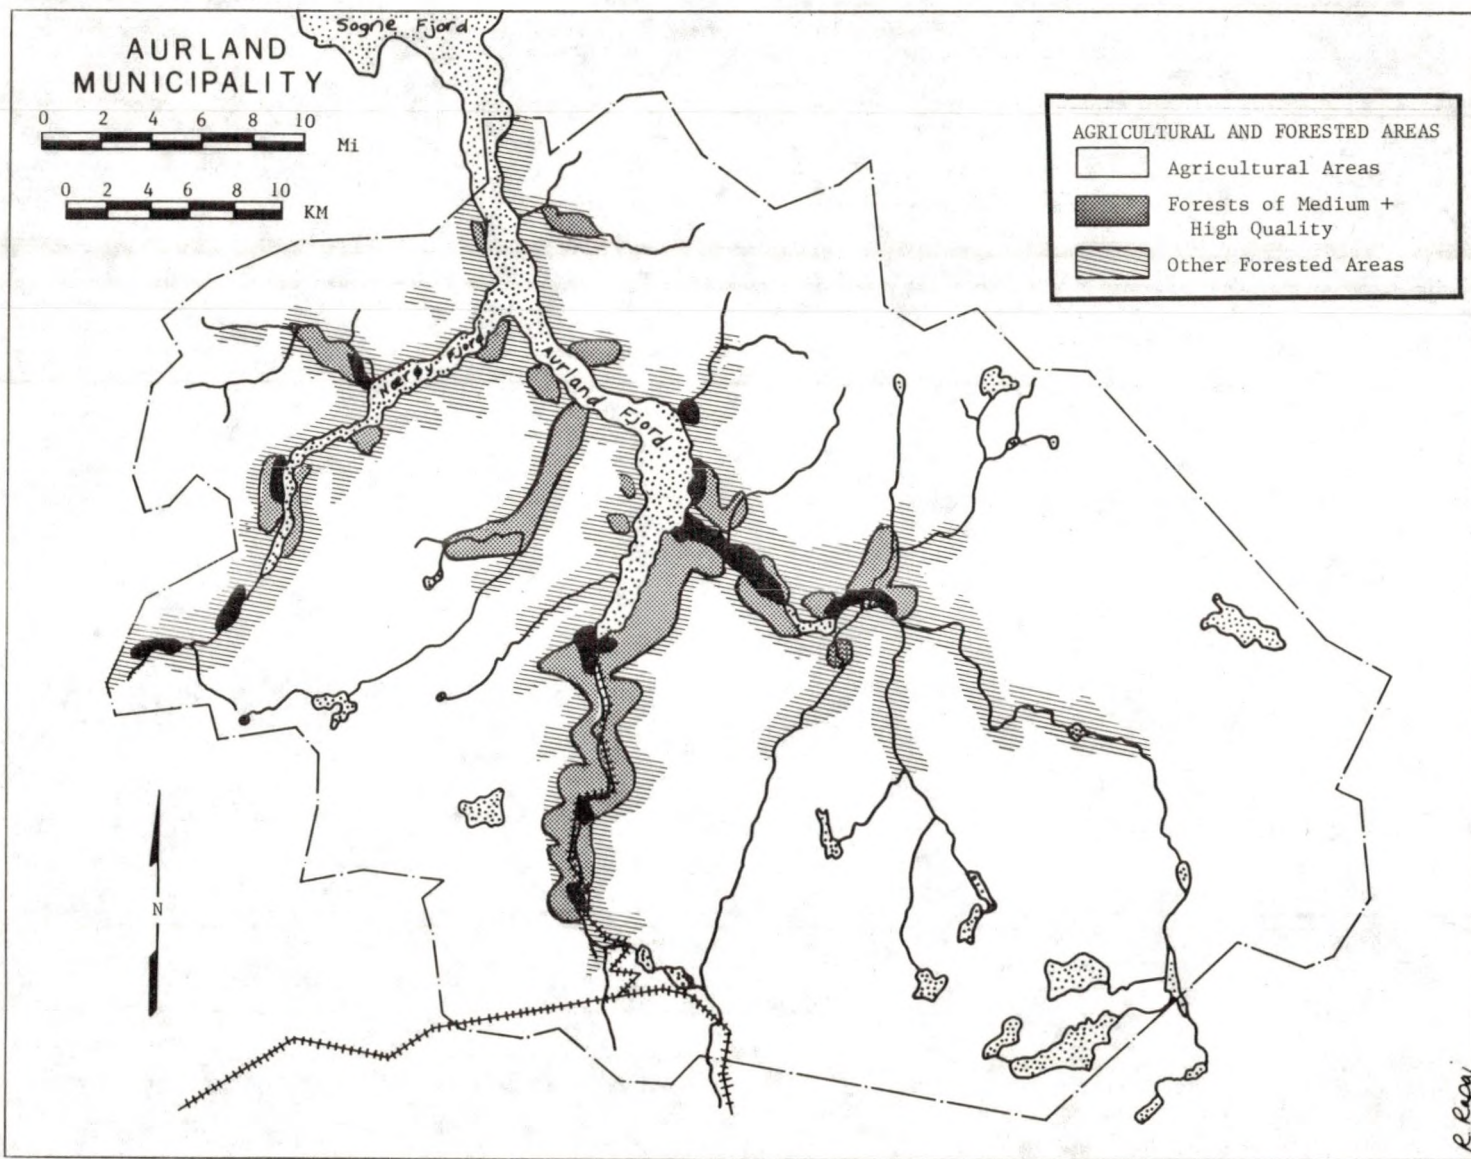 Sogne Fjord
AURLAND
MUNICIPALITY
0 2 4 6 8 10
Mi
0 2 4 6 8 10
KM
AGRICULTURAL AND FORESTED AREAS
Agricultural Areas
Forests of Medium +
High Quality
Other Forested Areas
Nærøy Fjord
Aurland Fjord
N